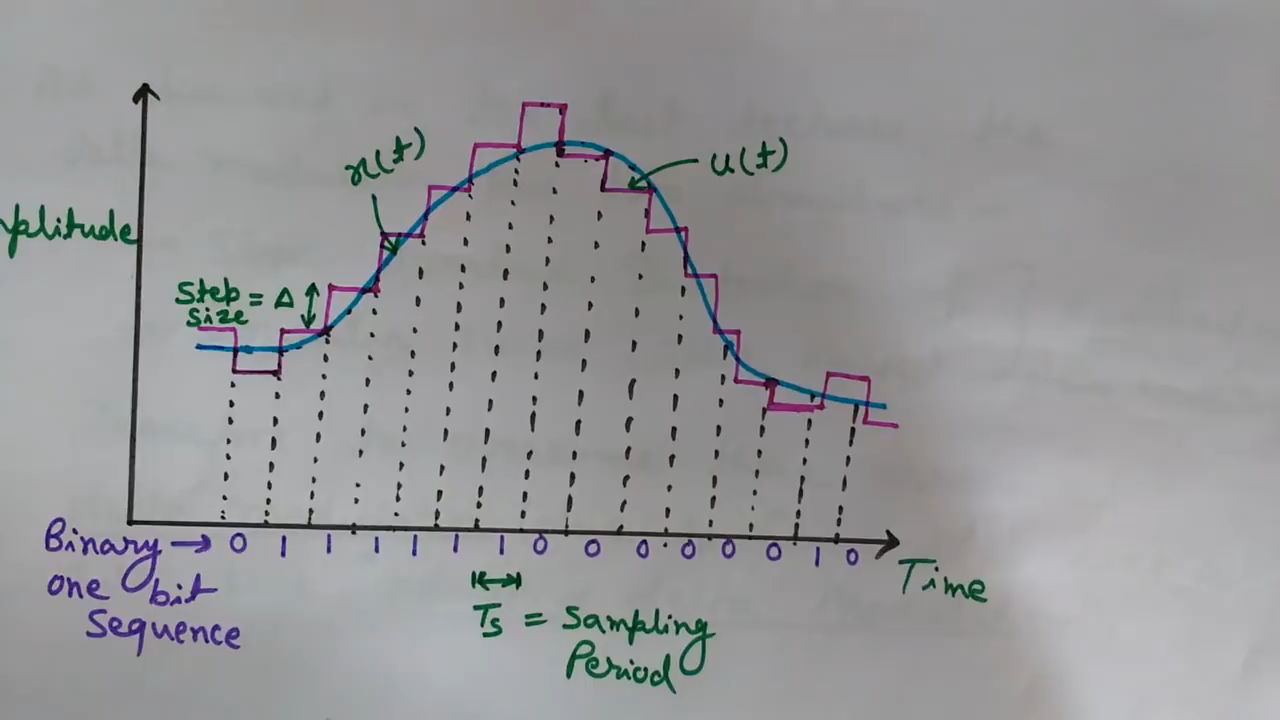 x(t)
u(t)
plitude
Step = Δ
size
Binary → 0 1 1 1 1 1 1 0 0 0 0 0 0 1 0
one bit
Sequence
Time
Ts = Sampling
Period